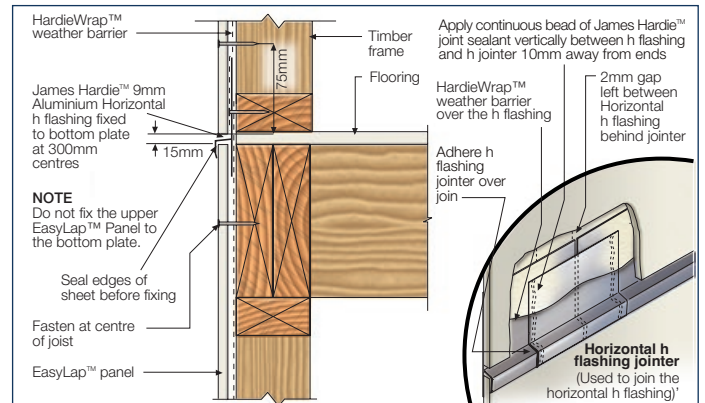 HardieWrap™
weather barrier
James Hardie™ 9mm
Aluminium Horizontal
h flashing fixed
to bottom plate
at 300mm
centres
NOTE
Do not fix the upper
EasyLap™ Panel to
the bottom plate.
Seal edges of
sheet before fixing
Fasten at centre
of joist
EasyLap™ panel
75mm
15mm
Timber
frame
Flooring
Apply continuous bead of James Hardie™
joint sealant vertically between h flashing
and h jointer 10mm away from ends
HardieWrap™
weather barrier
over the h flashing
2mm gap
left between
Horizontal
h flashing
behind jointer
Adhere h
flashing
jointer over
join
Horizontal h
flashing jointer
(Used to join the
horizontal h flashing)'